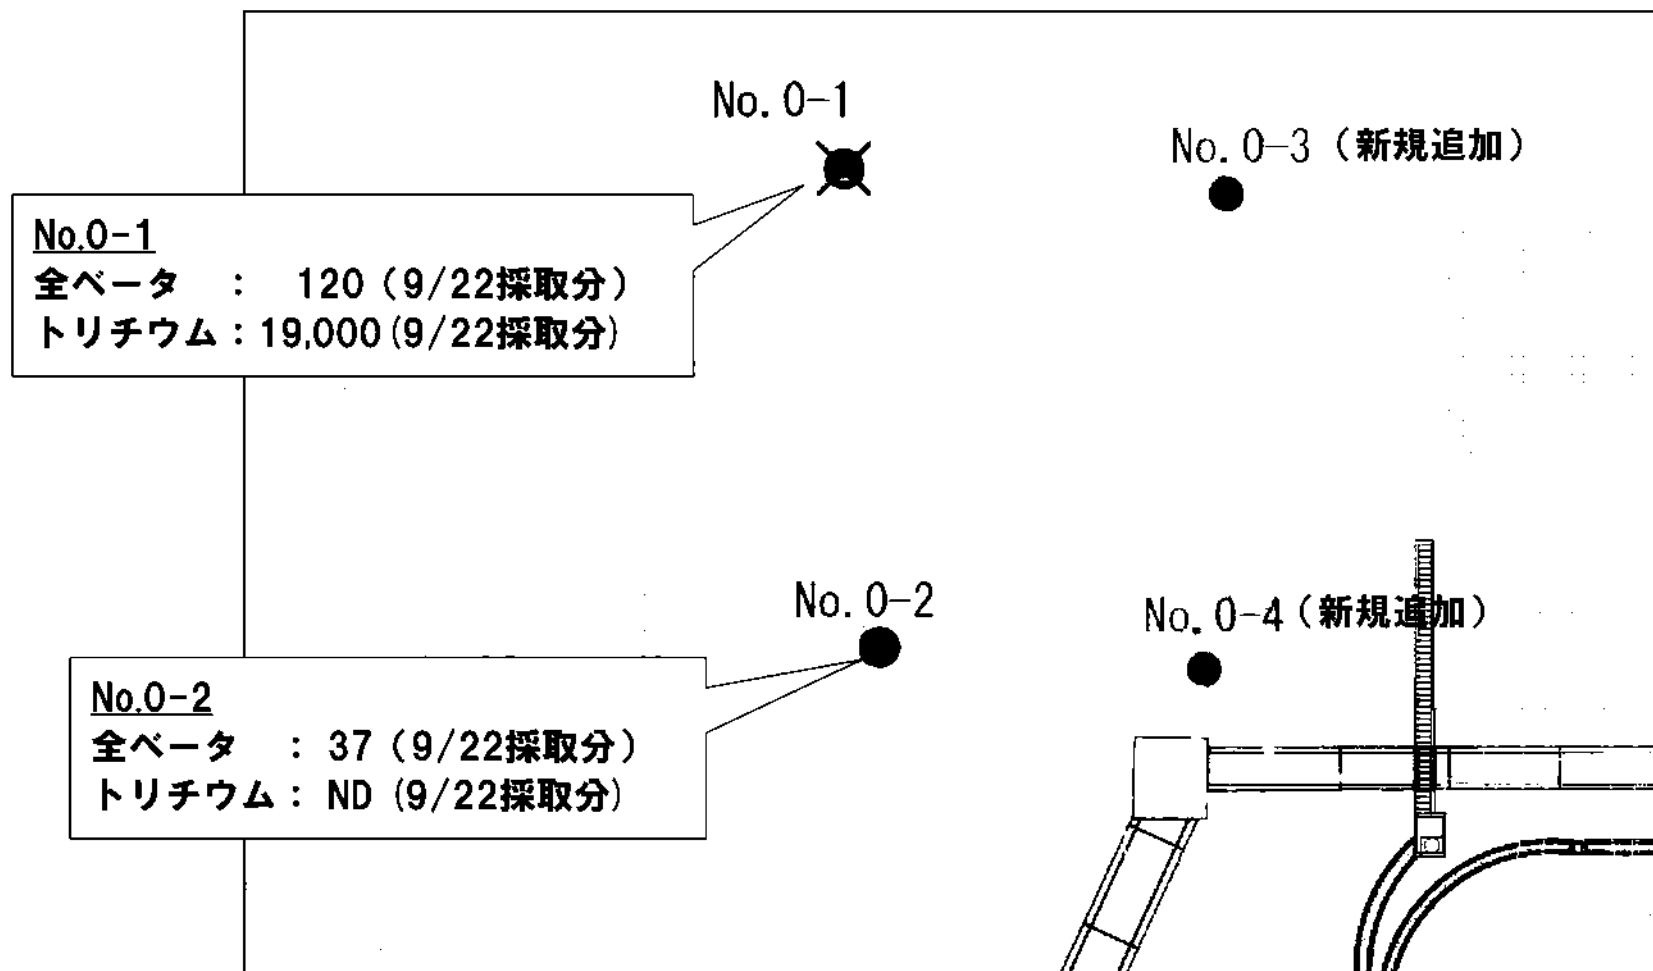 No. 0-1
No. 0-3（新規追加）
No.0-1
全ベータ ： 120（9/22採取分）
トリチウム：19,000(9/22採取分)
No. 0-2
No. 0-4（新規追加）
No.0-2
全ベータ ： 37（9/22採取分）
トリチウム： ND (9/22採取分)